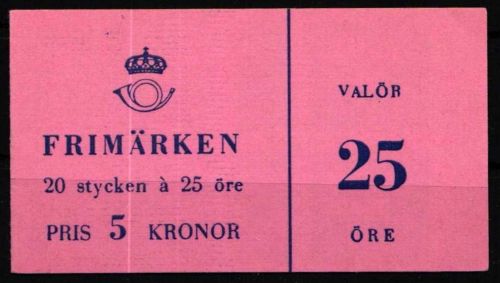 FRIMÄRKEN
20 stycken à 25 öre
PRIS 5 KRONOR
VALÖR
25
ÖRE